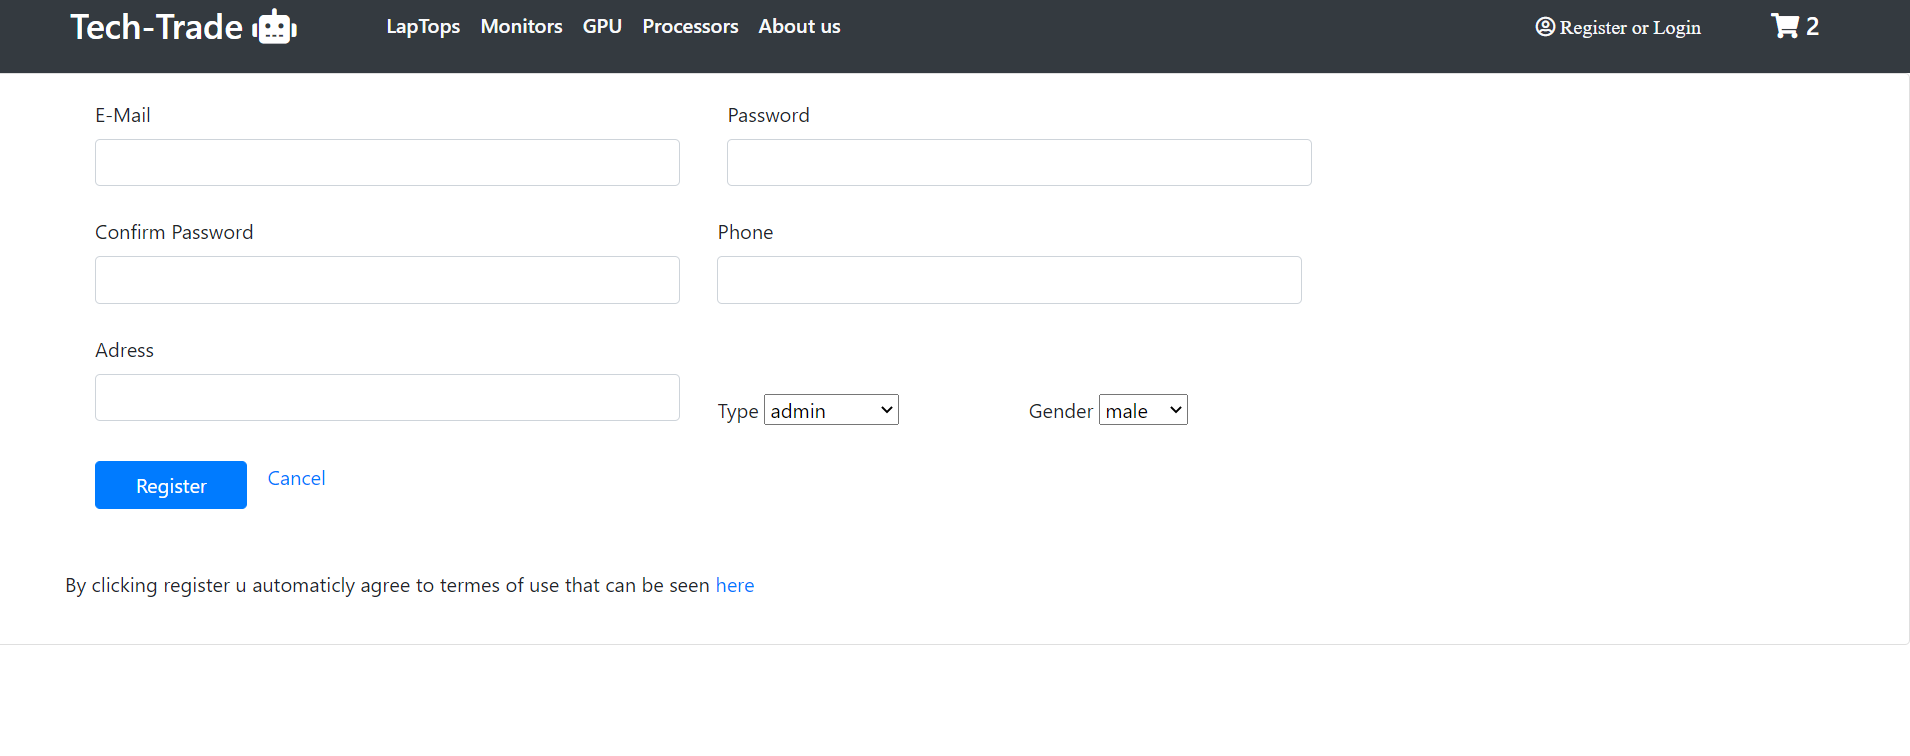 Tech-Trade LapTops Monitors GPU Processors About us Register or Login 2
E-Mail Password
Confirm Password Phone
Adress
Type admin Gender male
Register Cancel
By clicking register u automaticly agree to termes of use that can be seen here